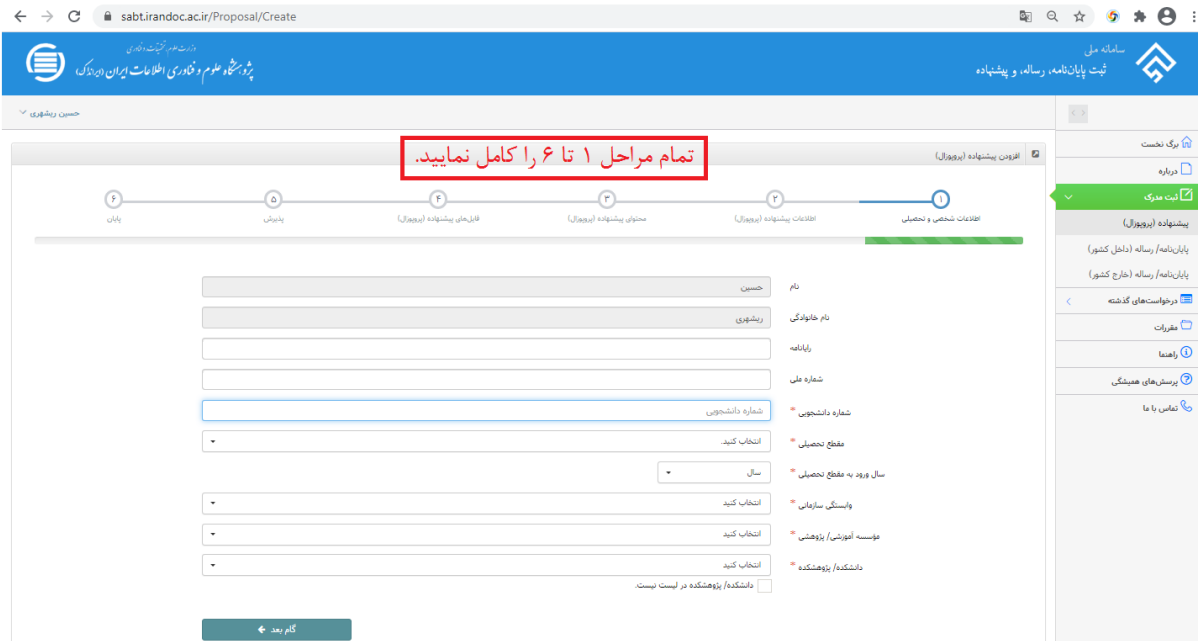 sabt.irandoc.ac.ir/Proposal/Create
سامانه ملی
ثبت پایان‌نامه، رساله، و پیشنهاده
وزارت علوم، تحقیقات و فناوری
پژوهشگاه علوم و فناوری اطلاعات ایران (ایرانداک)
حسین ریشهری
برگ نخست
درباره
ثبت مدرک
پیشنهاده (پروپوزال)
پایان‌نامه/ رساله (داخل کشور)
پایان‌نامه/ رساله (خارج کشور)
درخواست‌های گذشته
مقررات
راهنما
پرسش‌های همیشگی
تماس با ما
افزودن پیشنهاده (پروپوزال)
تمام مراحل ۱ تا ۶ را کامل نمایید.
۱ ۲ ۳ ۴ ۵ ۶
اطلاعات شخصی و تحصیلی اطلاعات پیشنهاده (پروپوزال) محتوای پیشنهاده (پروپوزال) فایل‌های پیشنهاده (پروپوزال) پذیرش پایان
نام حسین
نام خانوادگی ریشهری
رایانامه
شماره ملی
شماره دانشجویی * شماره دانشجویی
مقطع تحصیلی * انتخاب کنید.
سال ورود به مقطع تحصیلی * سال
وابستگی سازمانی * انتخاب کنید
مؤسسه آموزشی/ پژوهشی * انتخاب کنید
دانشکده/ پژوهشکده * انتخاب کنید
دانشکده/ پژوهشکده در لیست نیست.
گام بعد